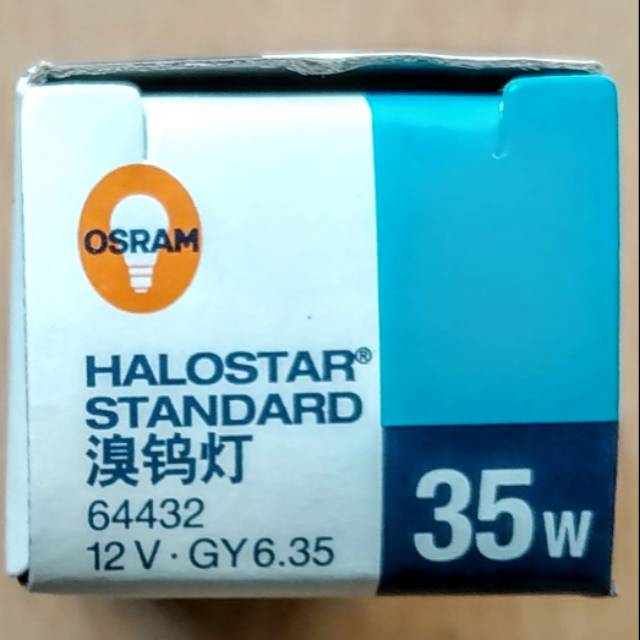 OSRAM
HALOSTAR®
STANDARD
溴钨灯
64432
12 V · GY6.35
35 W